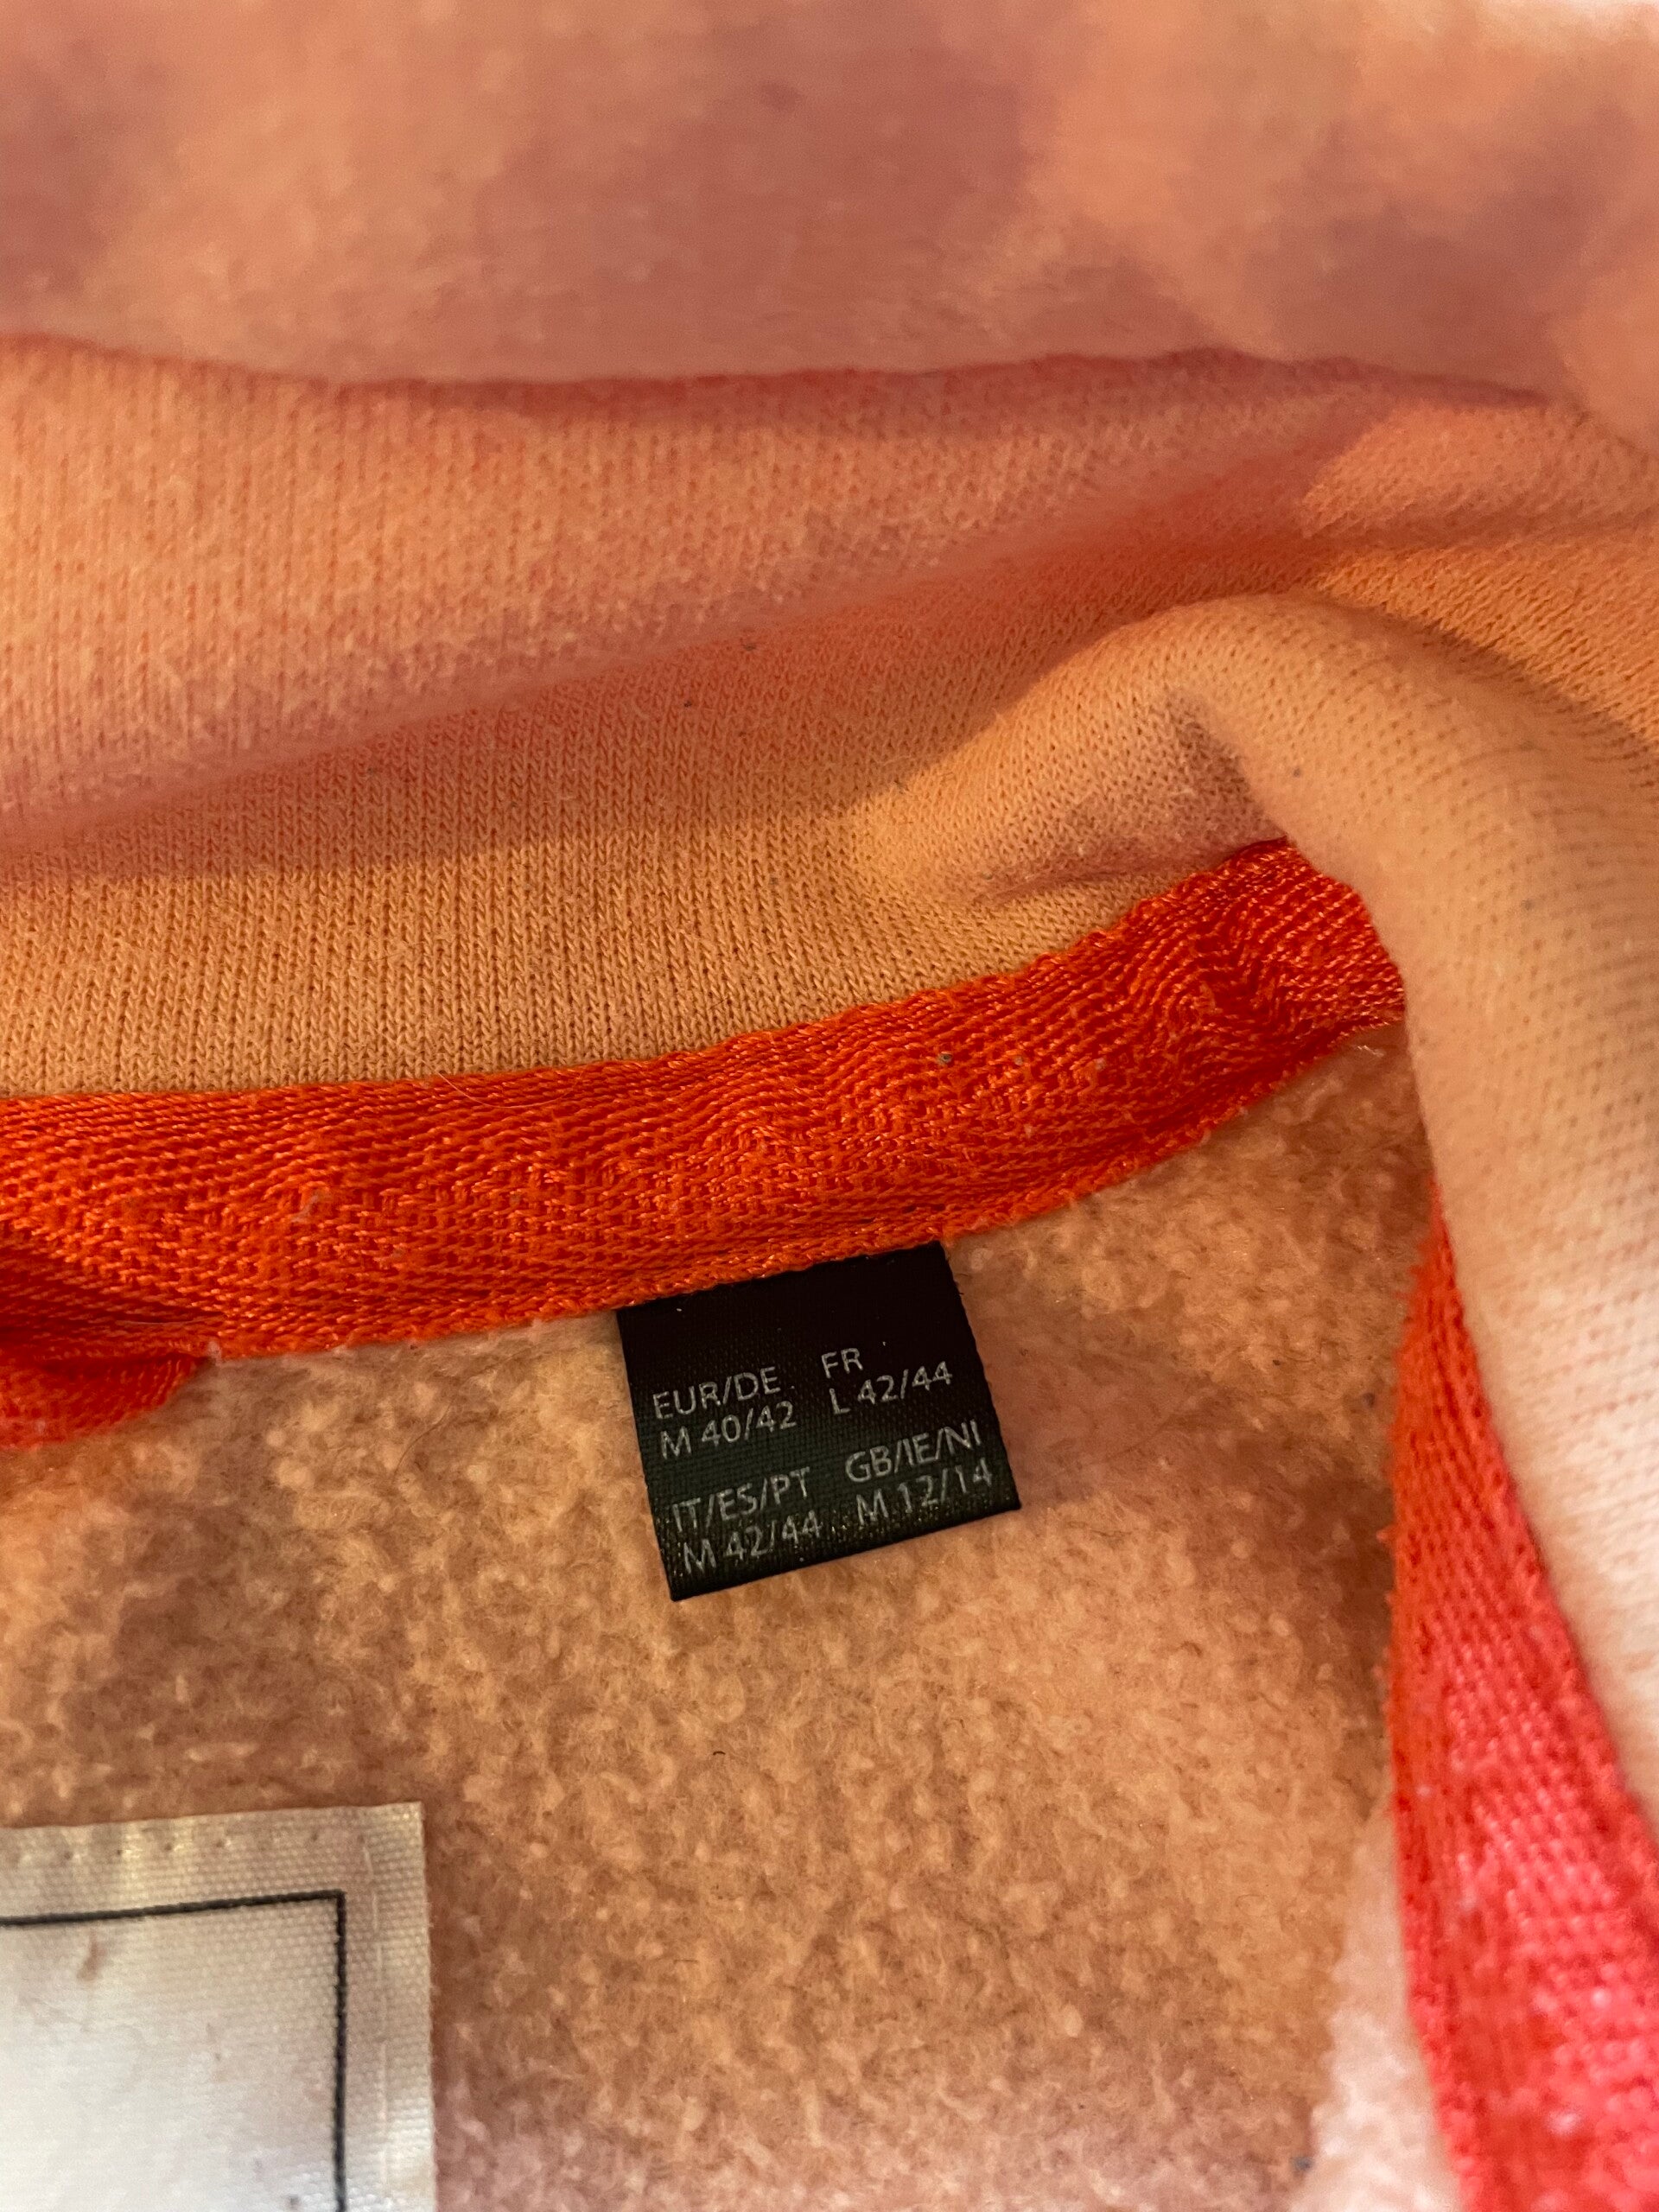 EUR/DE
M 40/42
FR
L 42/44
IT/ES/PT
M 42/44
GB/IE/NI
M 12/14